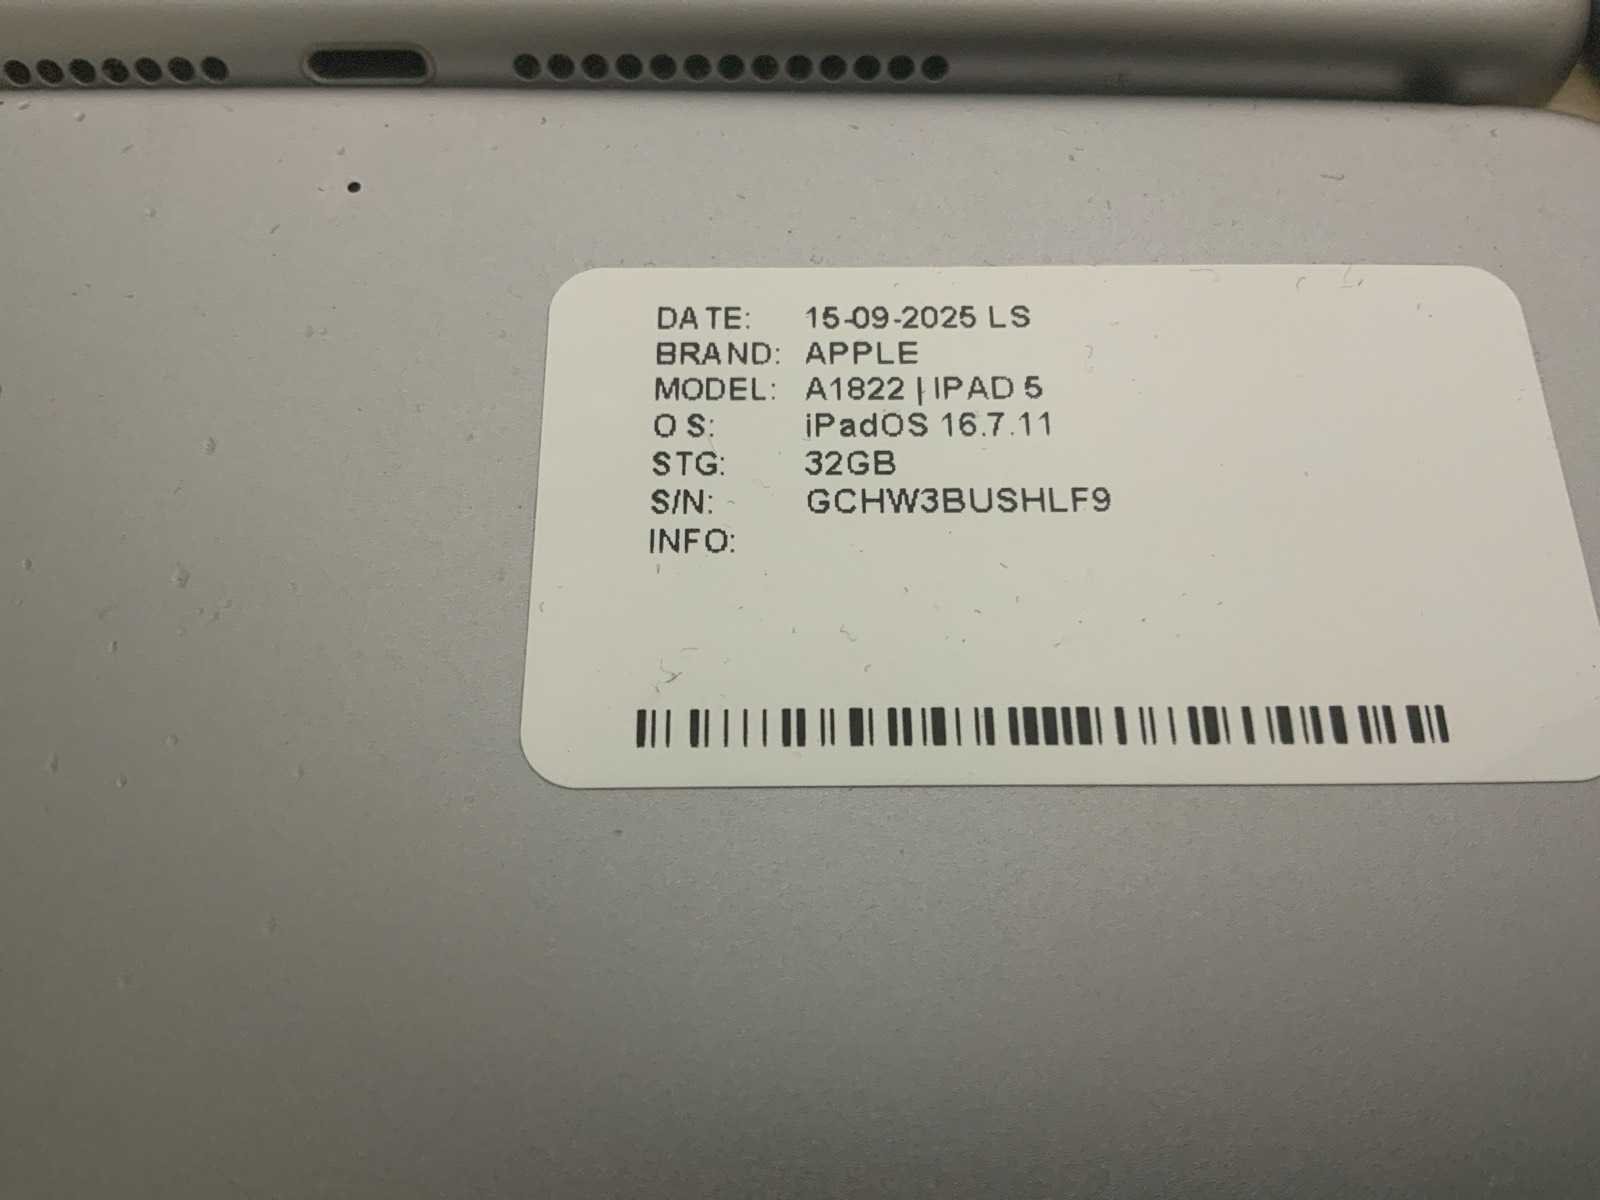 DATE: 15-09-2025 LS
BRAND: APPLE
MODEL: A1822 | IPAD 5
OS: iPadOS 16.7.11
STG: 32GB
S/N: GCHW3BUSHLF9
INFO: